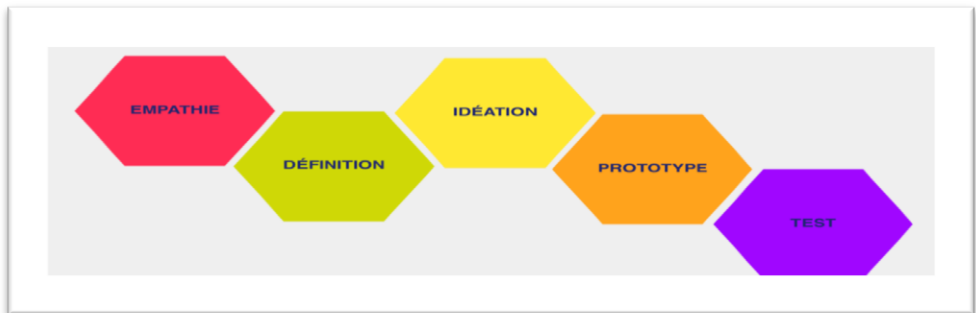 EMPATHIE
DÉFINITION
IDÉATION
PROTOTYPE
TEST